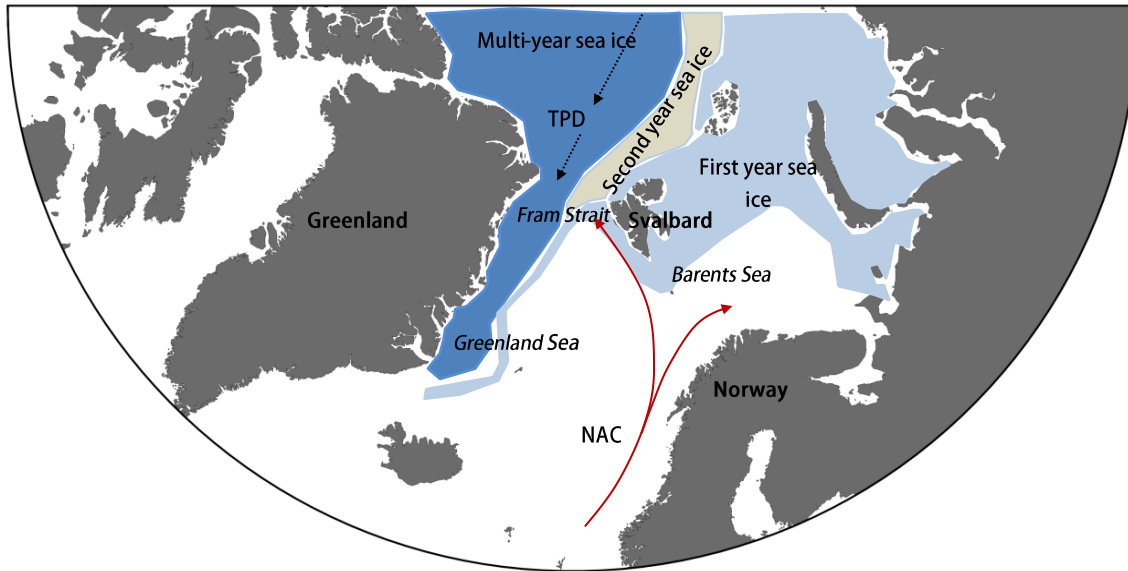 Multi-year sea ice
Second year sea ice
TPD
First year sea
ice
Greenland
Fram Strait
Svalbard
Barents Sea
Greenland Sea
Norway
NAC